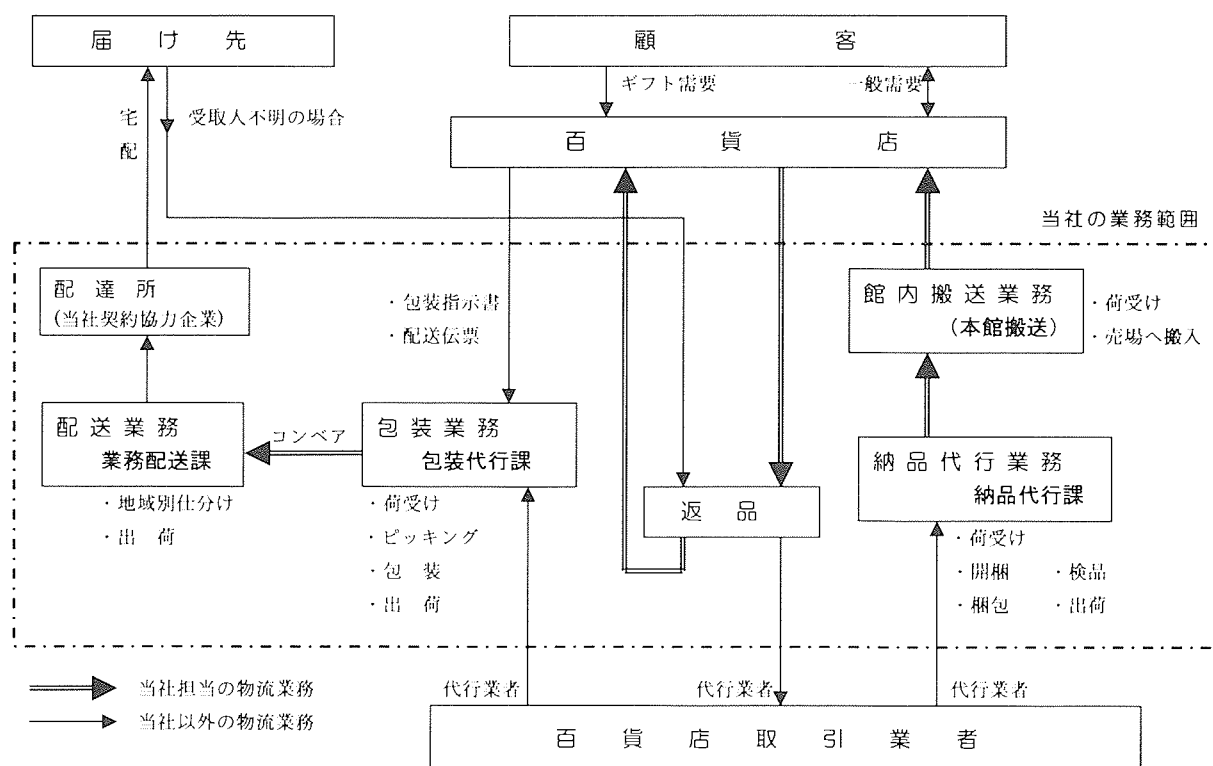 届け先
顧客
ギフト需要
一般需要
宅配
受取人不明の場合
百貨店
当社の業務範囲
配達所
(当社契約協力企業)
・包装指示書
・配送伝票
館内搬送業務
(本館搬送)
・荷受け
・売場へ搬入
配送業務
業務配送課
コンベア
包装業務
包装代行課
納品代行業務
納品代行課
・地域別仕分け
・出荷
・荷受け
・ピッキング
・包装
・出荷
返品
・荷受け
・開梱 ・検品
・梱包 ・出荷
当社担当の物流業務
当社以外の物流業務
代行業者
代行業者
代行業者
百貨店取引業者